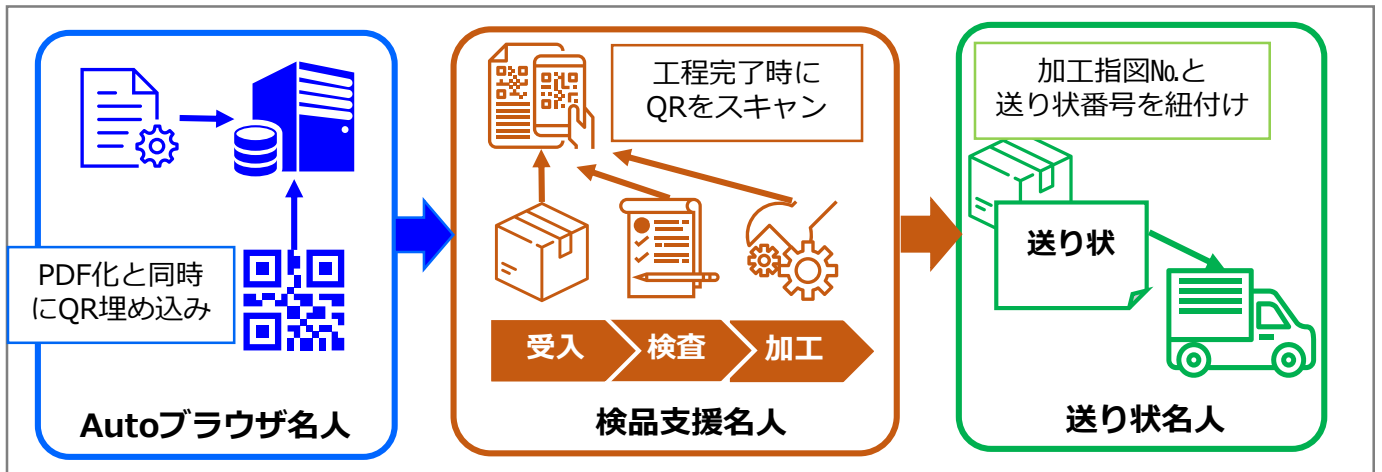 PDF化と同時
にQR埋め込み
Autoブラウザ名人
工程完了時に
QRをスキャン
受入
検査
加工
検品支援名人
加工指図№と
送り状番号を紐付け
送り状
送り状名人